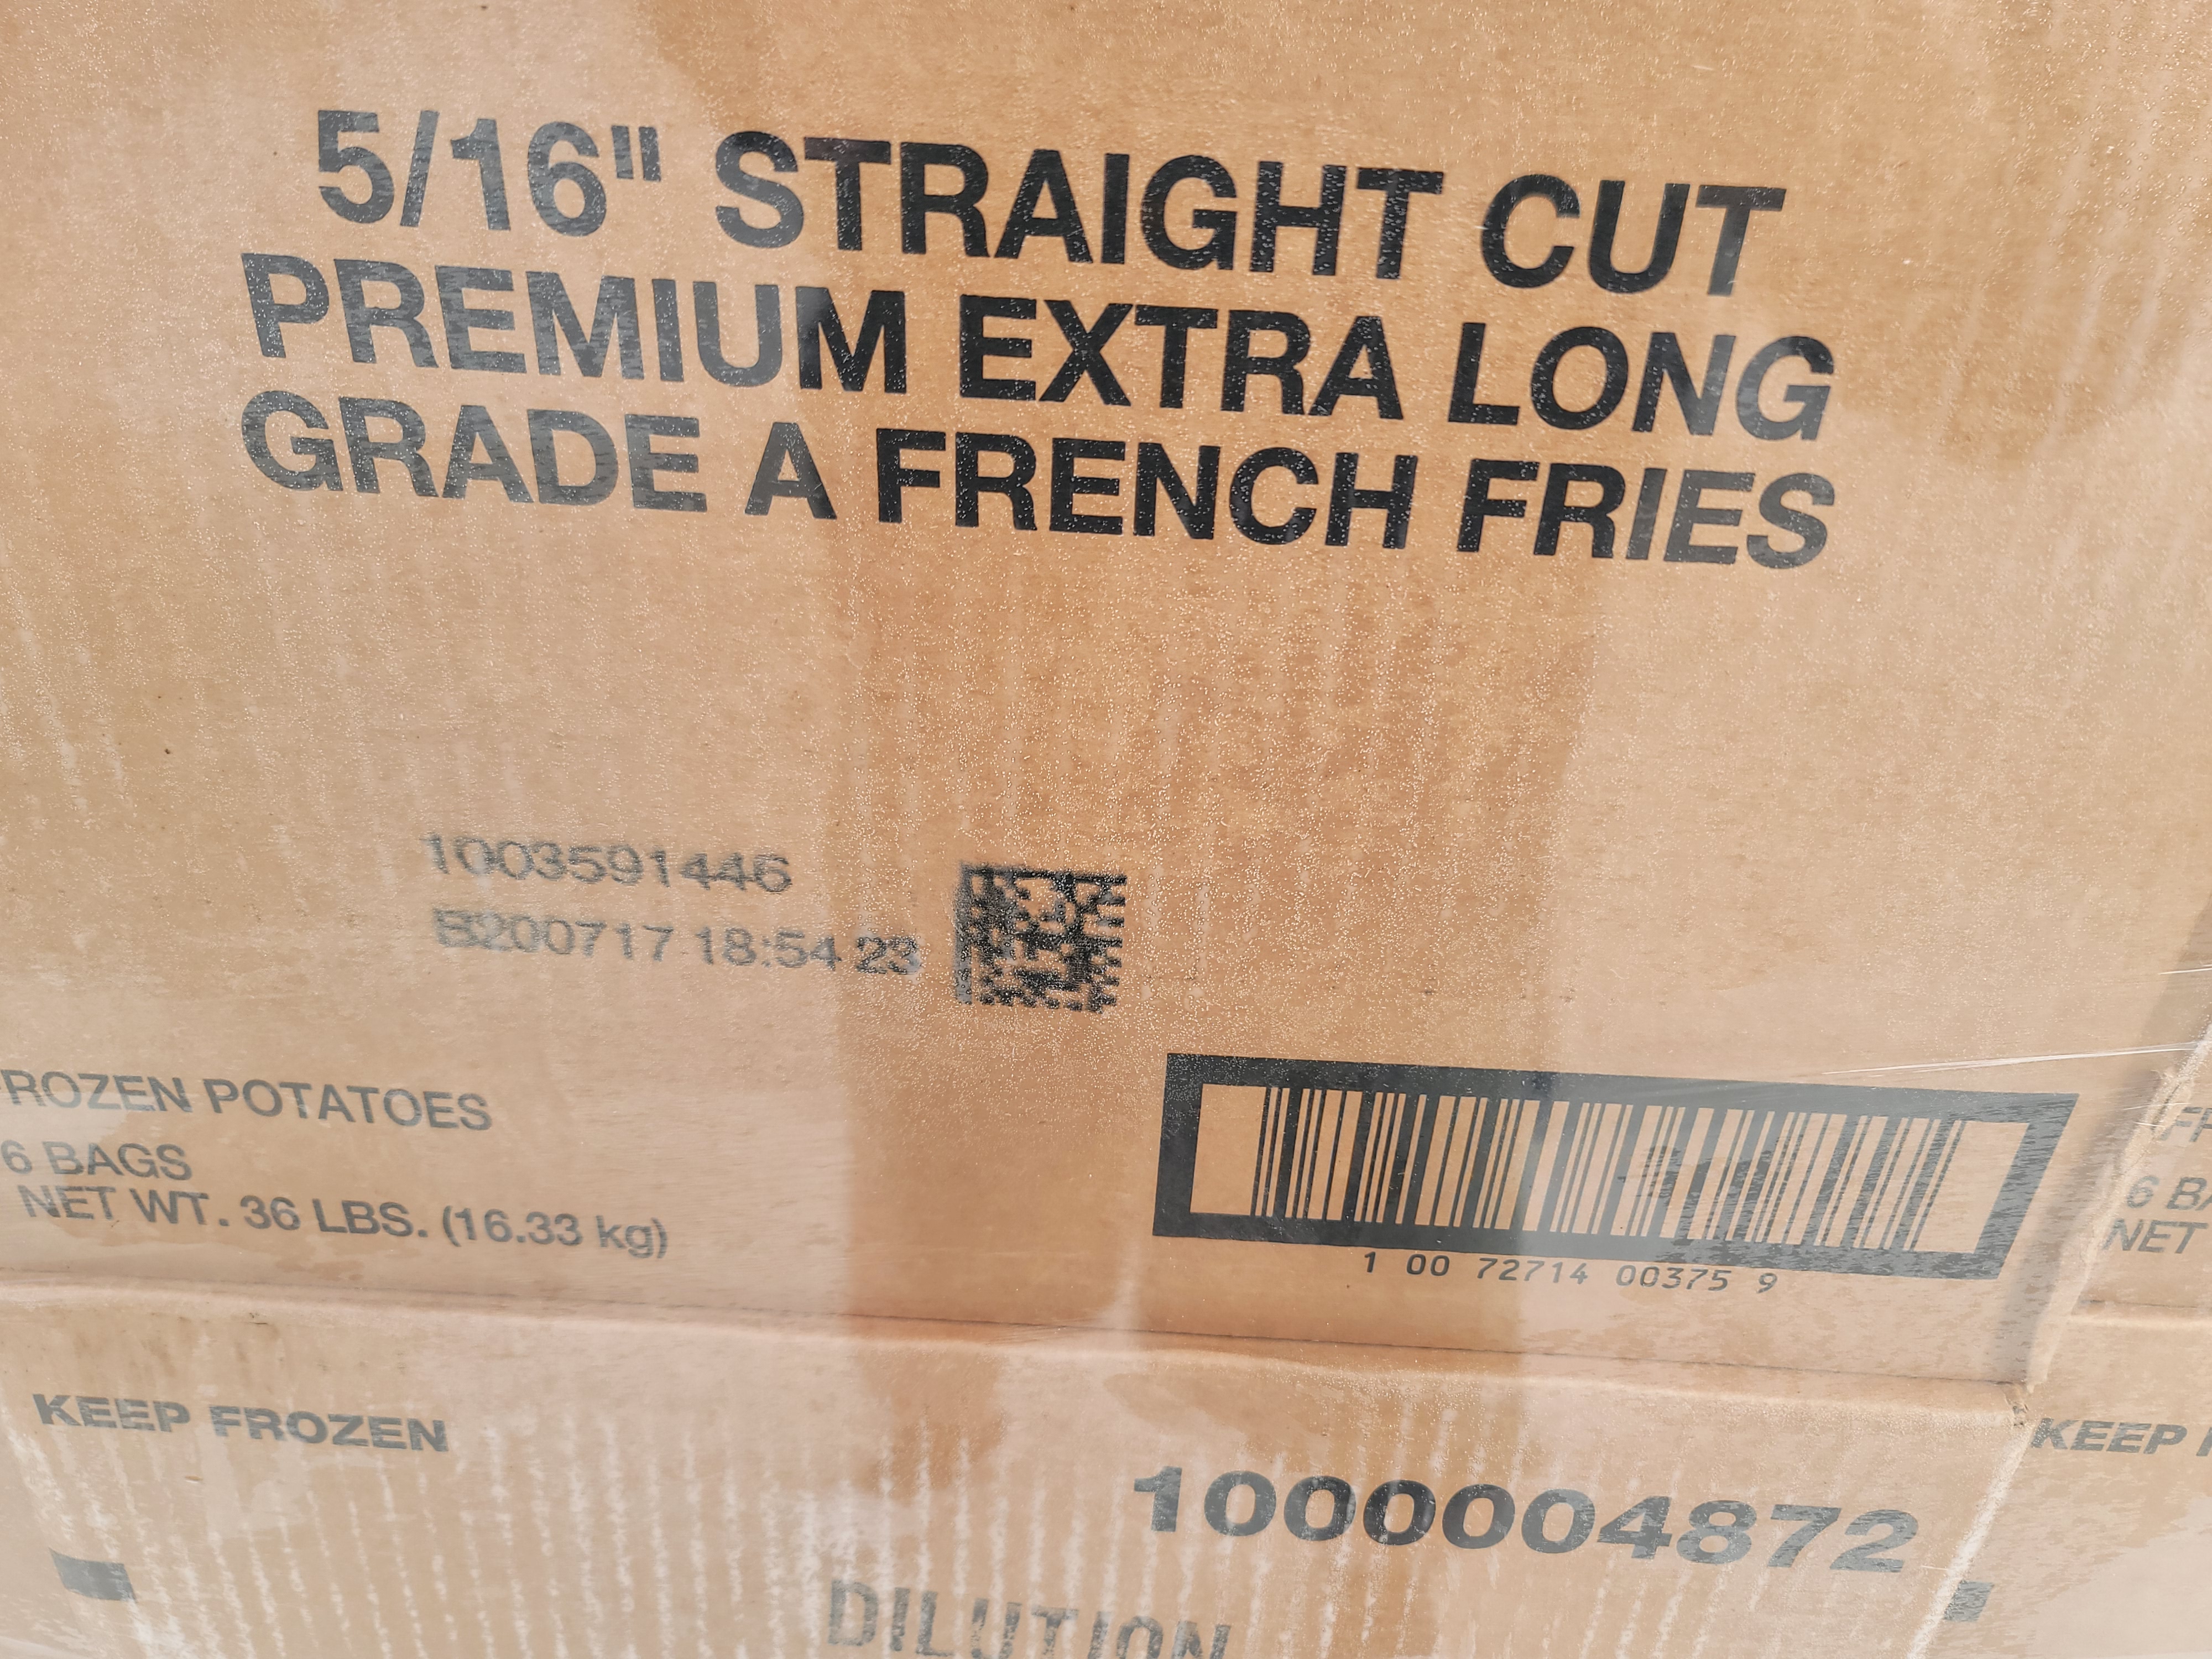 5/16" STRAIGHT CUT
PREMIUM EXTRA LONG
GRADE A FRENCH FRIES
1003591446
B200717 18:54 23
ROZEN POTATOES
6 BAGS
NET WT. 36 LBS. (16.33 kg)
1 00 72714 00375 9
6 BA
NET
KEEP FROZEN
KEEP
1000004872
DILUTION